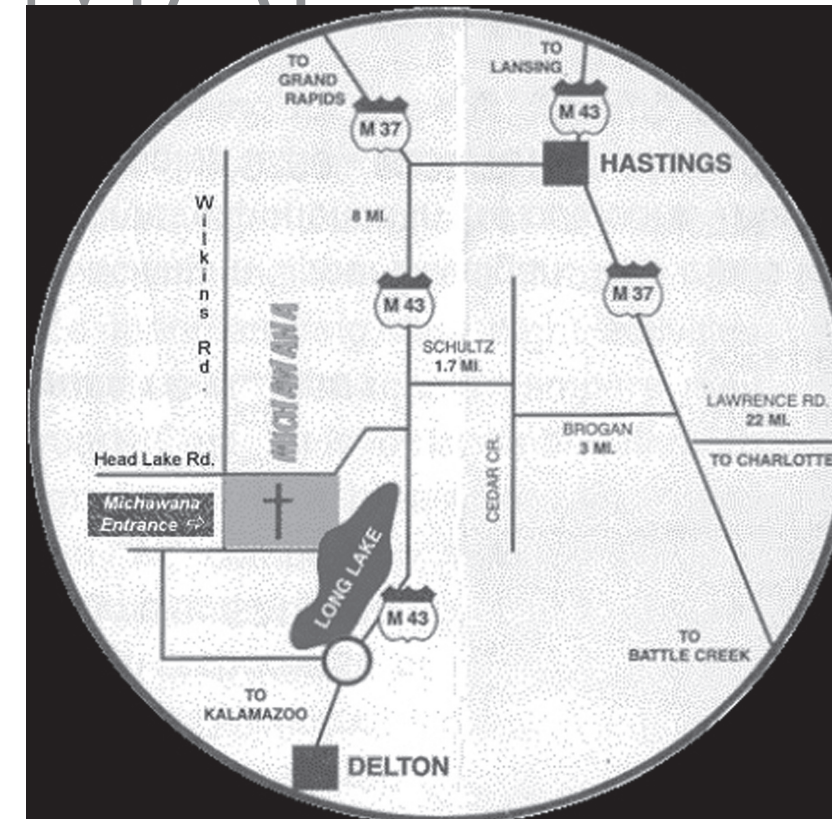 TO
GRAND
RAPIDS
M 37
TO
LANSING
M 43
HASTINGS
8 MI.
Wilkins Rd.
M 43
M 37
MICHAWANA
SCHULTZ
1.7 MI.
LAWRENCE RD.
22 MI.
TO CHARLOTTE
BROGAN
3 MI.
CEDAR CR.
Head Lake Rd.
Michawana
Entrance ⇨
LONG LAKE
M 43
TO
BATTLE CREEK
TO
KALAMAZOO
DELTON